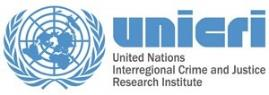 unicri
United Nations
Interregional Crime and Justice
Research Institute